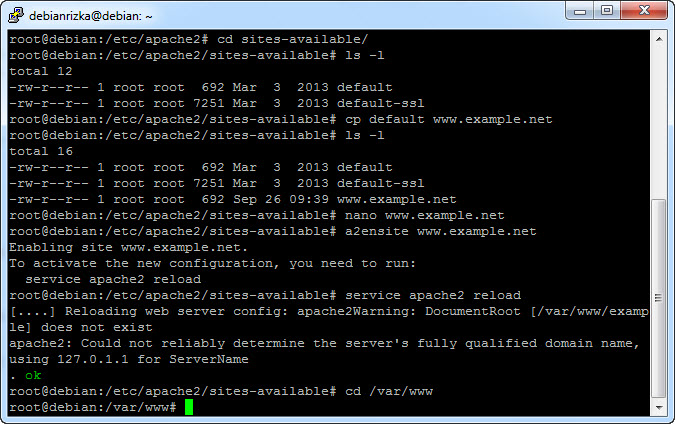 debianrizka@debian: ~
root@debian:/etc/apache2# cd sites-available/
root@debian:/etc/apache2/sites-available# ls -l
total 12
-rw-r--r-- 1 root root  692 Mar  3  2013 default
-rw-r--r-- 1 root root 7251 Mar  3  2013 default-ssl
root@debian:/etc/apache2/sites-available# cp default www.example.net
root@debian:/etc/apache2/sites-available# ls -l
total 16
-rw-r--r-- 1 root root  692 Mar  3  2013 default
-rw-r--r-- 1 root root 7251 Mar  3  2013 default-ssl
-rw-r--r-- 1 root root  692 Sep 26 09:39 www.example.net
root@debian:/etc/apache2/sites-available# nano www.example.net
root@debian:/etc/apache2/sites-available# a2ensite www.example.net
Enabling site www.example.net.
To activate the new configuration, you need to run:
  service apache2 reload
root@debian:/etc/apache2/sites-available# service apache2 reload
[....] Reloading web server config: apache2Warning: DocumentRoot [/var/www/examp
le] does not exist
apache2: Could not reliably determine the server's fully qualified domain name,
using 127.0.1.1 for ServerName
. ok
root@debian:/etc/apache2/sites-available# cd /var/www
root@debian:/var/www#